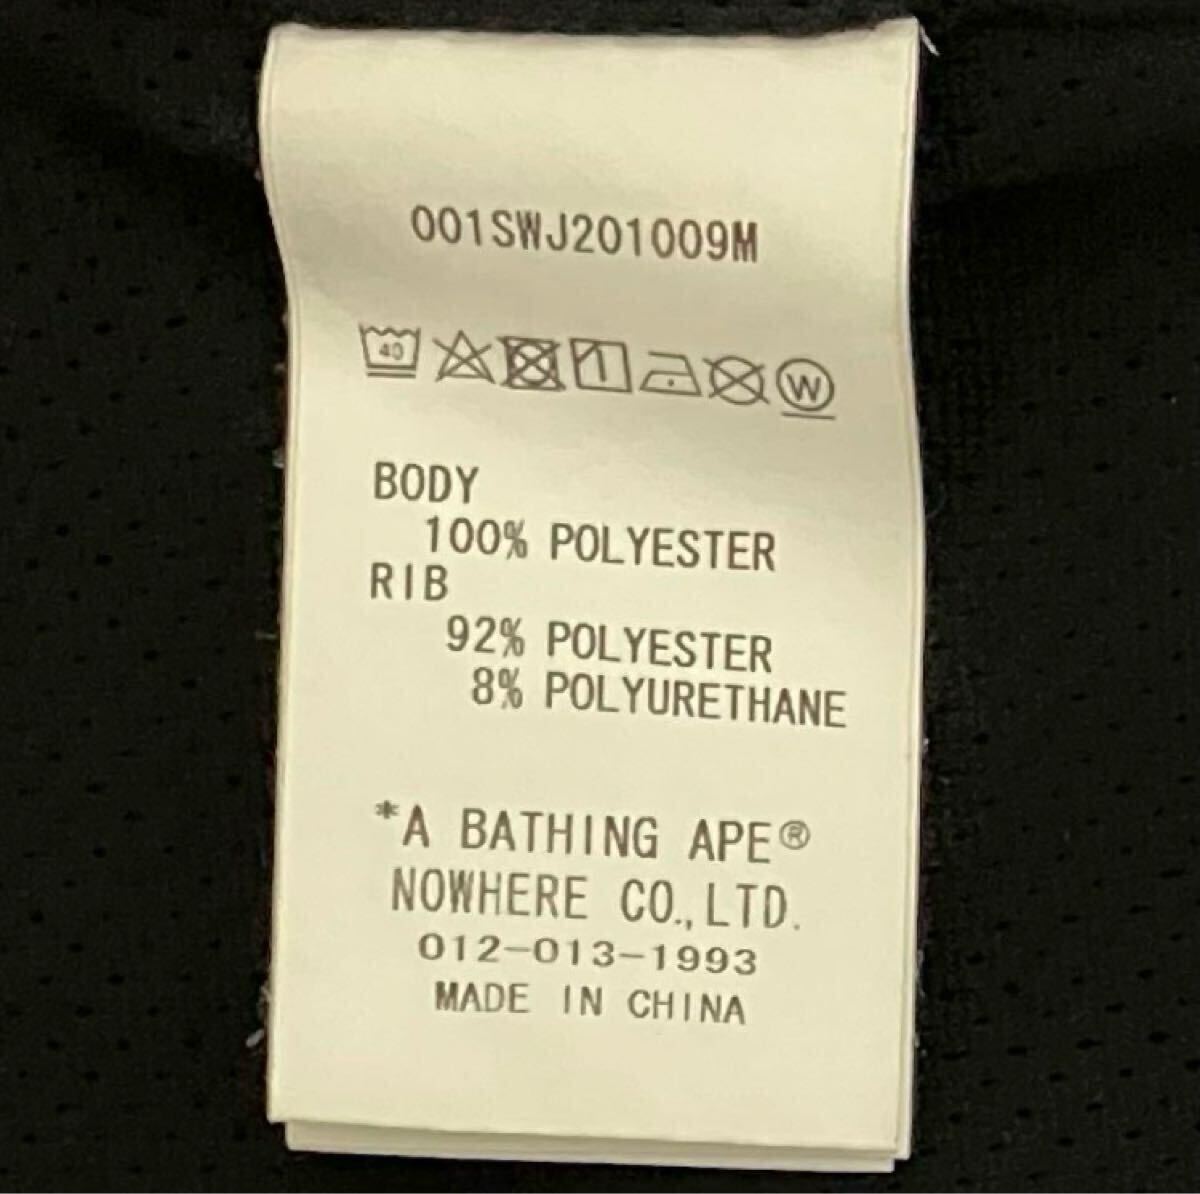 001SWJ201009M
40 W
BODY
100% POLYESTER
RIB
92% POLYESTER
8% POLYURETHANE
*A BATHING APE®
NOWHERE CO.,LTD.
012-013-1993
MADE IN CHINA